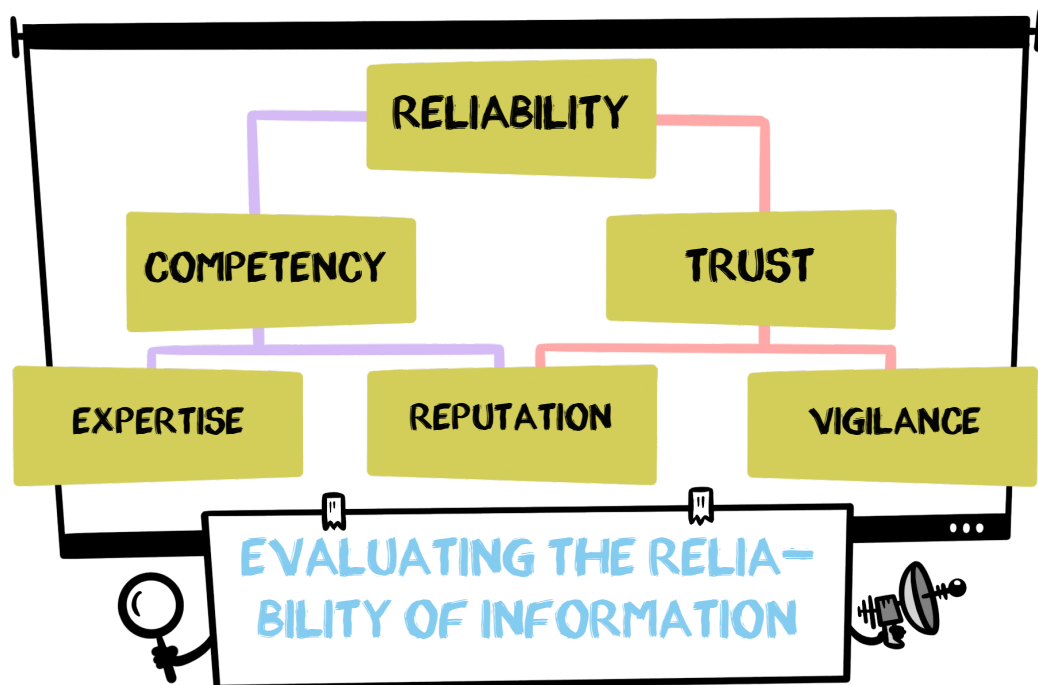 RELIABILITY
COMPETENCY
TRUST
EXPERTISE
REPUTATION
VIGILANCE
EVALUATING THE RELIA-
BILITY OF INFORMATION